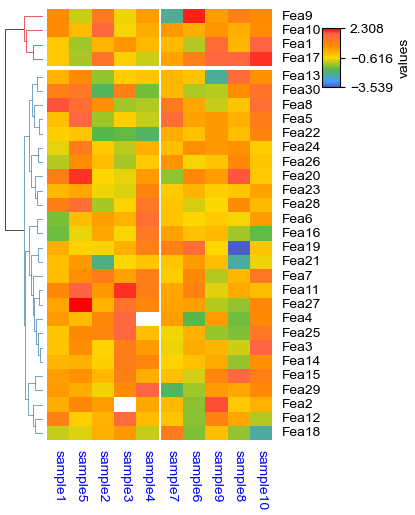 Fea9
Fea10
Fea1
Fea17
Fea13
Fea30
Fea8
Fea5
Fea22
Fea24
Fea26
Fea20
Fea23
Fea28
Fea6
Fea16
Fea19
Fea21
Fea7
Fea11
Fea27
Fea4
Fea25
Fea3
Fea14
Fea15
Fea29
Fea2
Fea12
Fea18
2.308
−0.616
−3.539
values
sample1
sample5
sample2
sample3
sample4
sample7
sample6
sample9
sample8
sample10